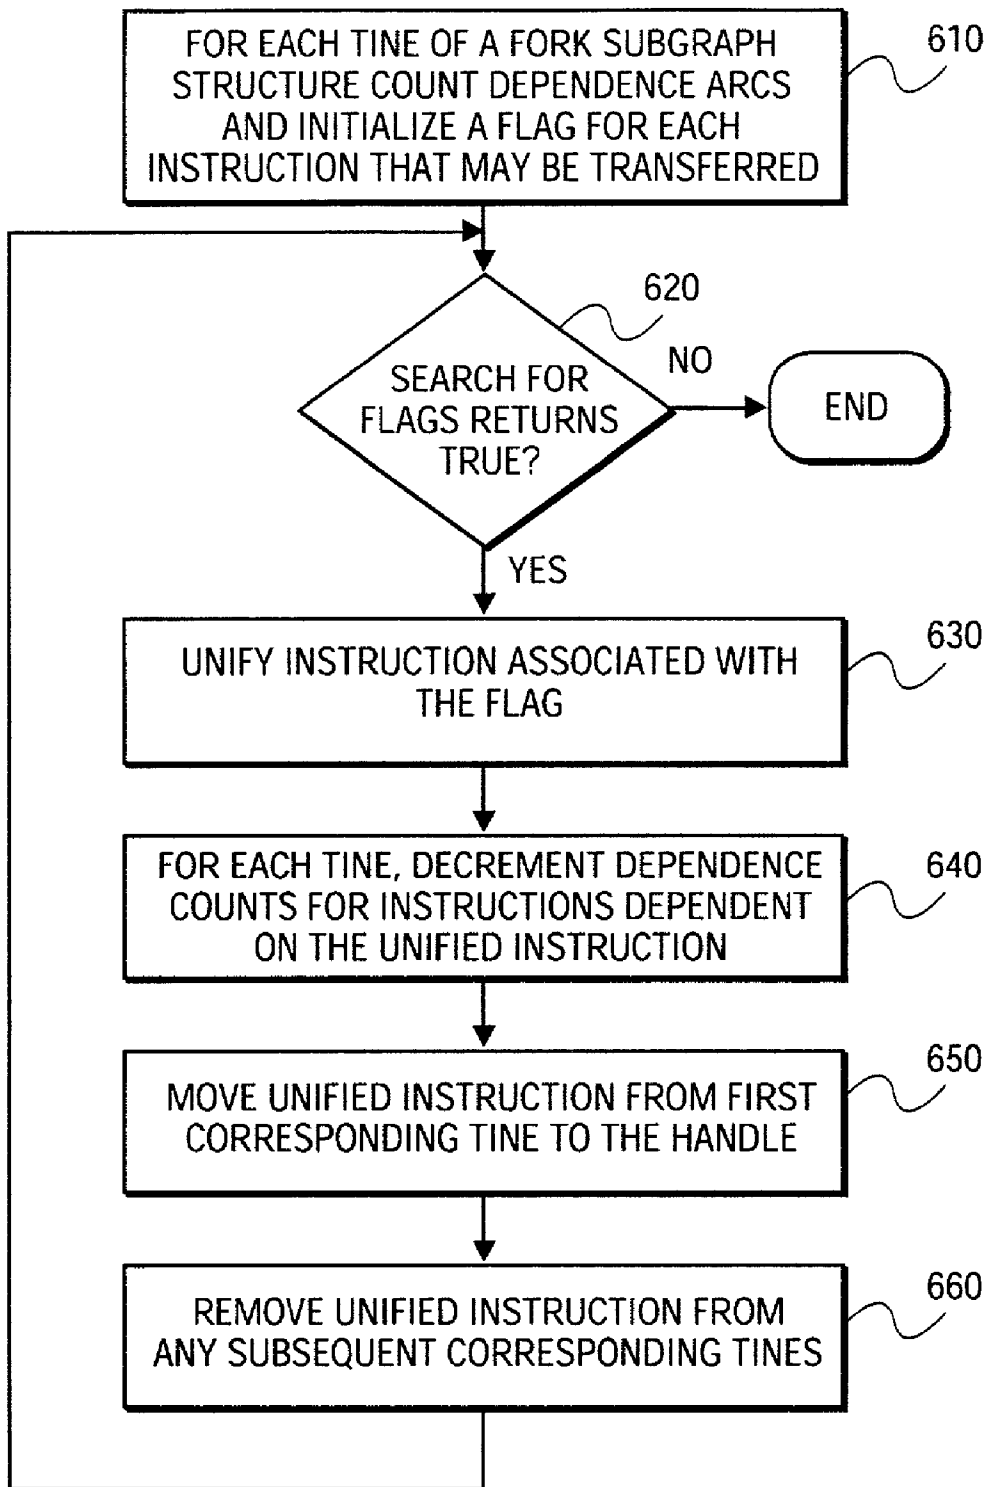 FOR EACH TINE OF A FORK SUBGRAPH
STRUCTURE COUNT DEPENDENCE ARCS
AND INITIALIZE A FLAG FOR EACH
INSTRUCTION THAT MAY BE TRANSFERRED
610
620
SEARCH FOR
FLAGS RETURNS
TRUE?
NO
END
YES
UNIFY INSTRUCTION ASSOCIATED WITH
THE FLAG
630
FOR EACH TINE, DECREMENT DEPENDENCE
COUNTS FOR INSTRUCTIONS DEPENDENT
ON THE UNIFIED INSTRUCTION
640
MOVE UNIFIED INSTRUCTION FROM FIRST
CORRESPONDING TINE TO THE HANDLE
650
REMOVE UNIFIED INSTRUCTION FROM
ANY SUBSEQUENT CORRESPONDING TINES
660